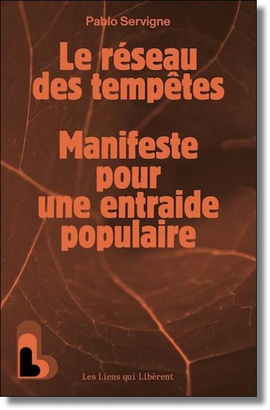 Pablo Servigne
Le réseau
des tempêtes
Manifeste
pour
une entraide
populaire
Les Liens qui Libèrent